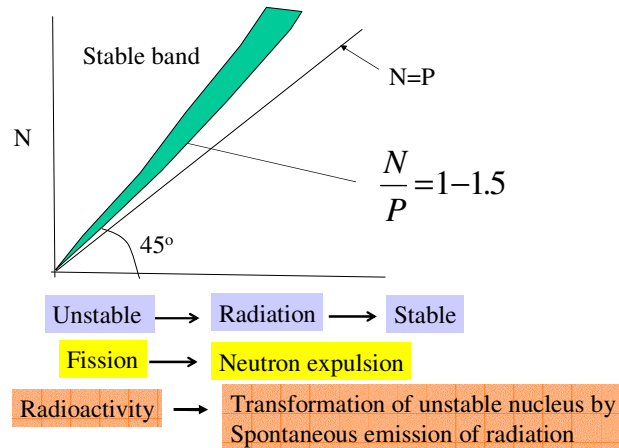 Stable band
N=P
N
N/P = 1−1.5
45º
Unstable → Radiation → Stable
Fission → Neutron expulsion
Radioactivity → Transformation of unstable nucleus by
Spontaneous emission of radiation